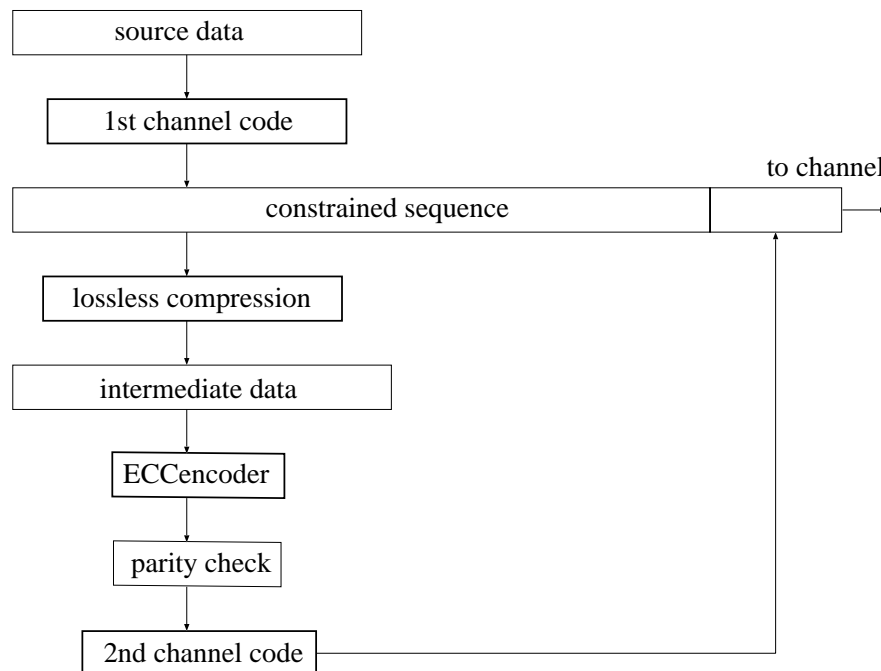 source data
1st channel code
to channel
constrained sequence
lossless compression
intermediate data
ECCencoder
parity check
2nd channel code